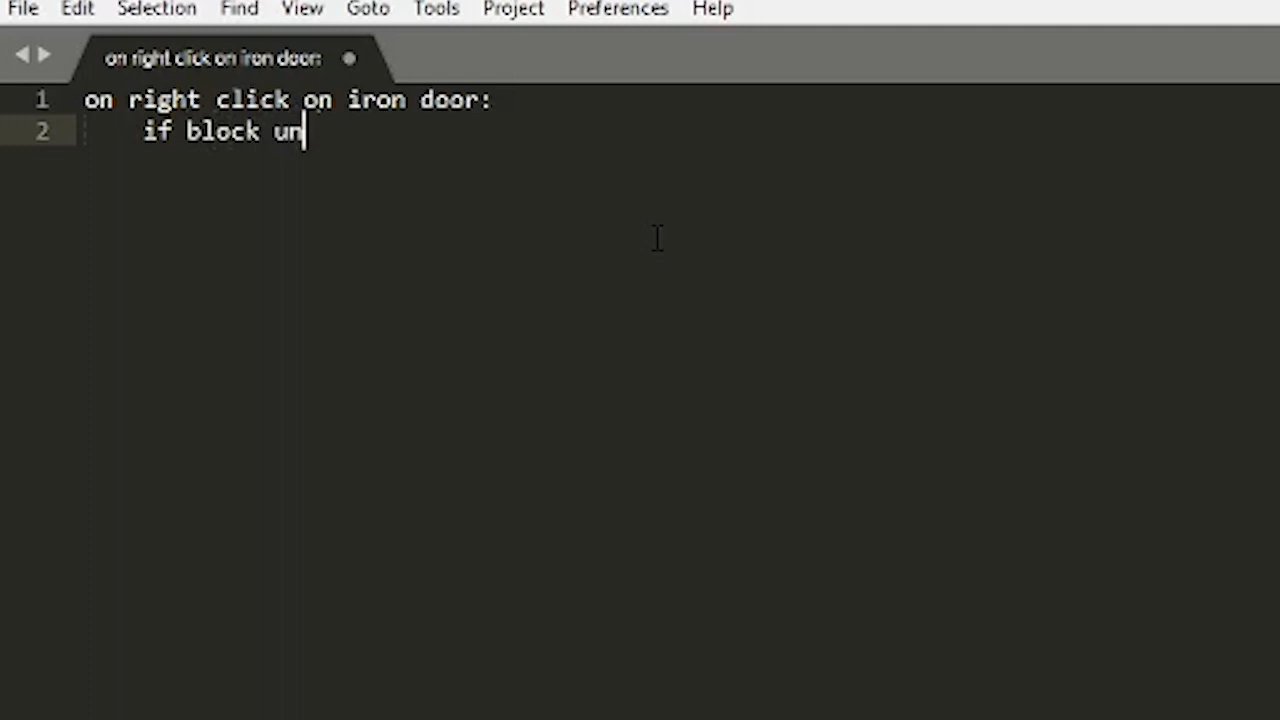 File Edit Selection Find View Goto Tools Project Preferences Help
on right click on iron door:
1 on right click on iron door:
2 if block un